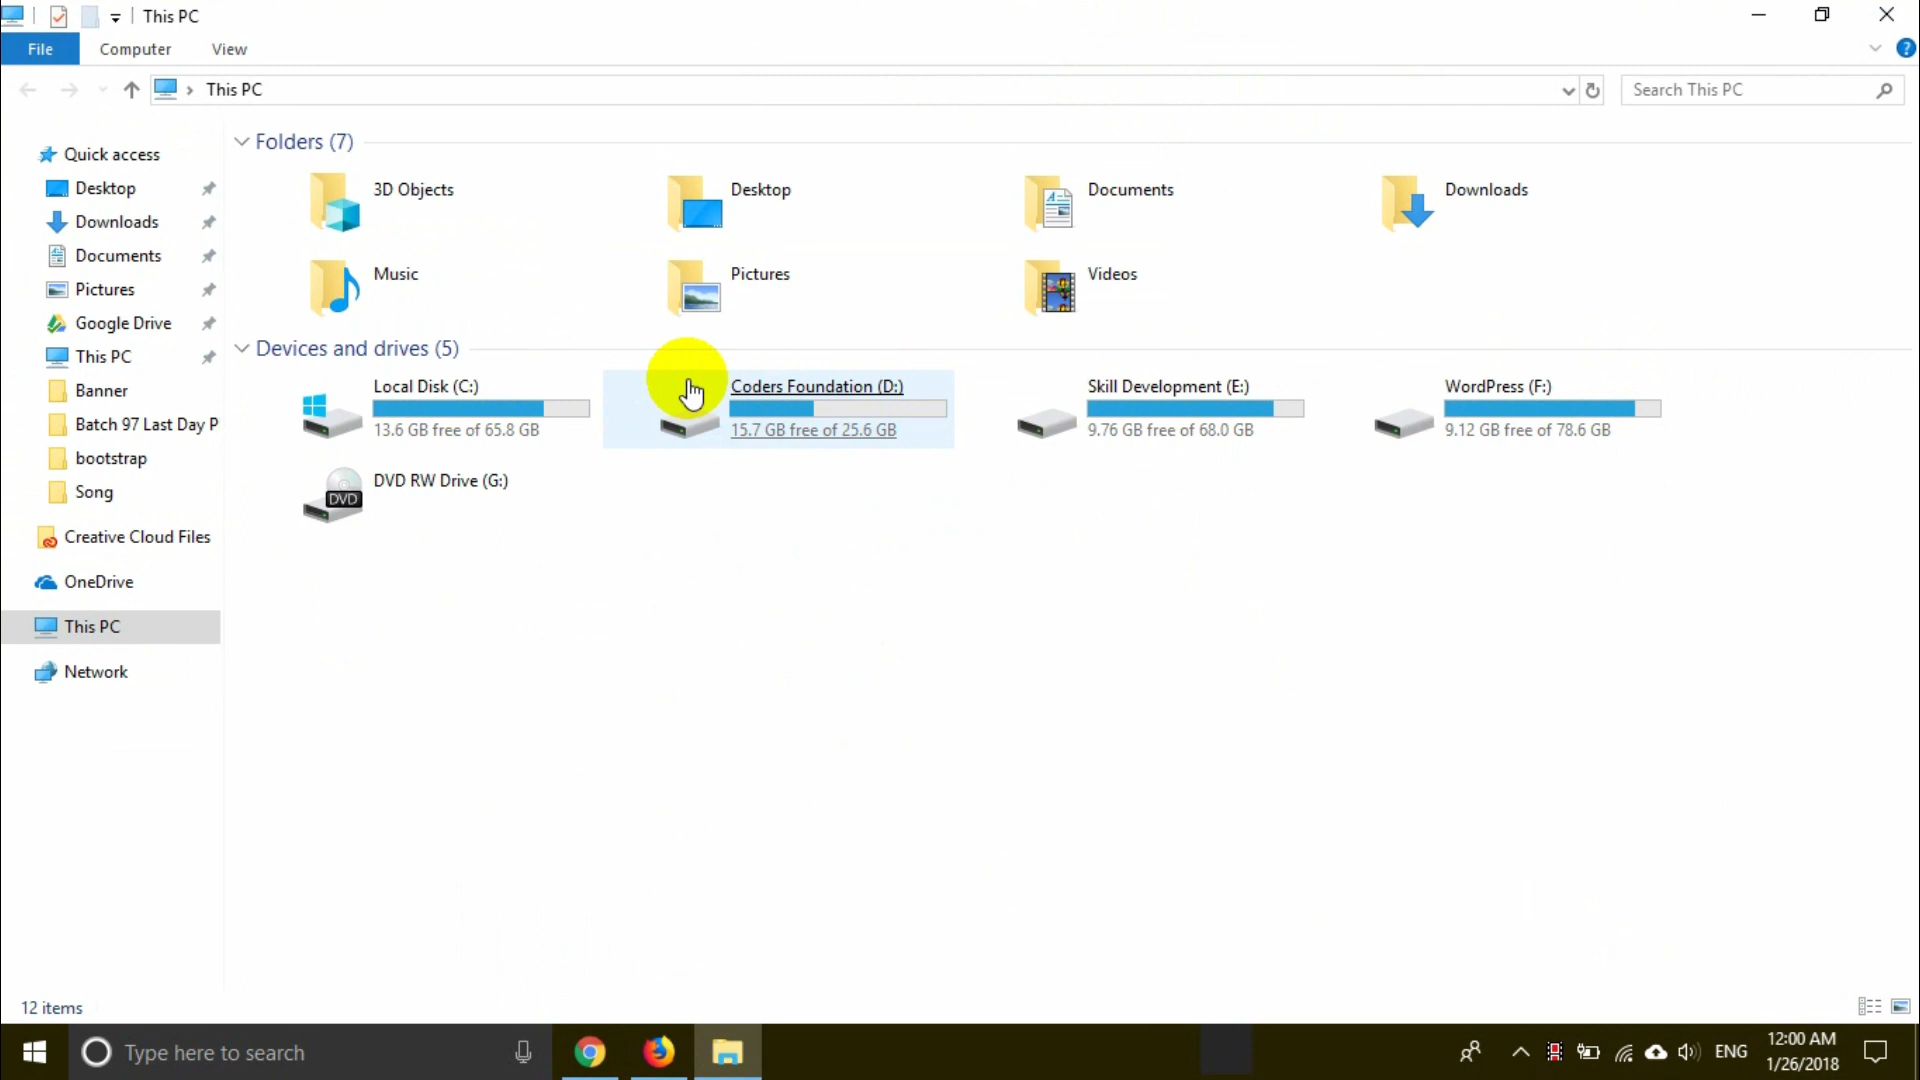 This PC
File
Computer
View
This PC
Search This PC
Quick access
Desktop
Downloads
Documents
Pictures
Google Drive
This PC
Banner
Batch 97 Last Day P
bootstrap
Song
Creative Cloud Files
OneDrive
This PC
Network
Folders (7)
3D Objects
Desktop
Documents
Downloads
Music
Pictures
Videos
Devices and drives (5)
Local Disk (C:)
13.6 GB free of 65.8 GB
Coders Foundation (D:)
15.7 GB free of 25.6 GB
Skill Development (E:)
9.76 GB free of 68.0 GB
WordPress (F:)
9.12 GB free of 78.6 GB
DVD
DVD RW Drive (G:)
12 items
Type here to search
ENG
12:00 AM
1/26/2018